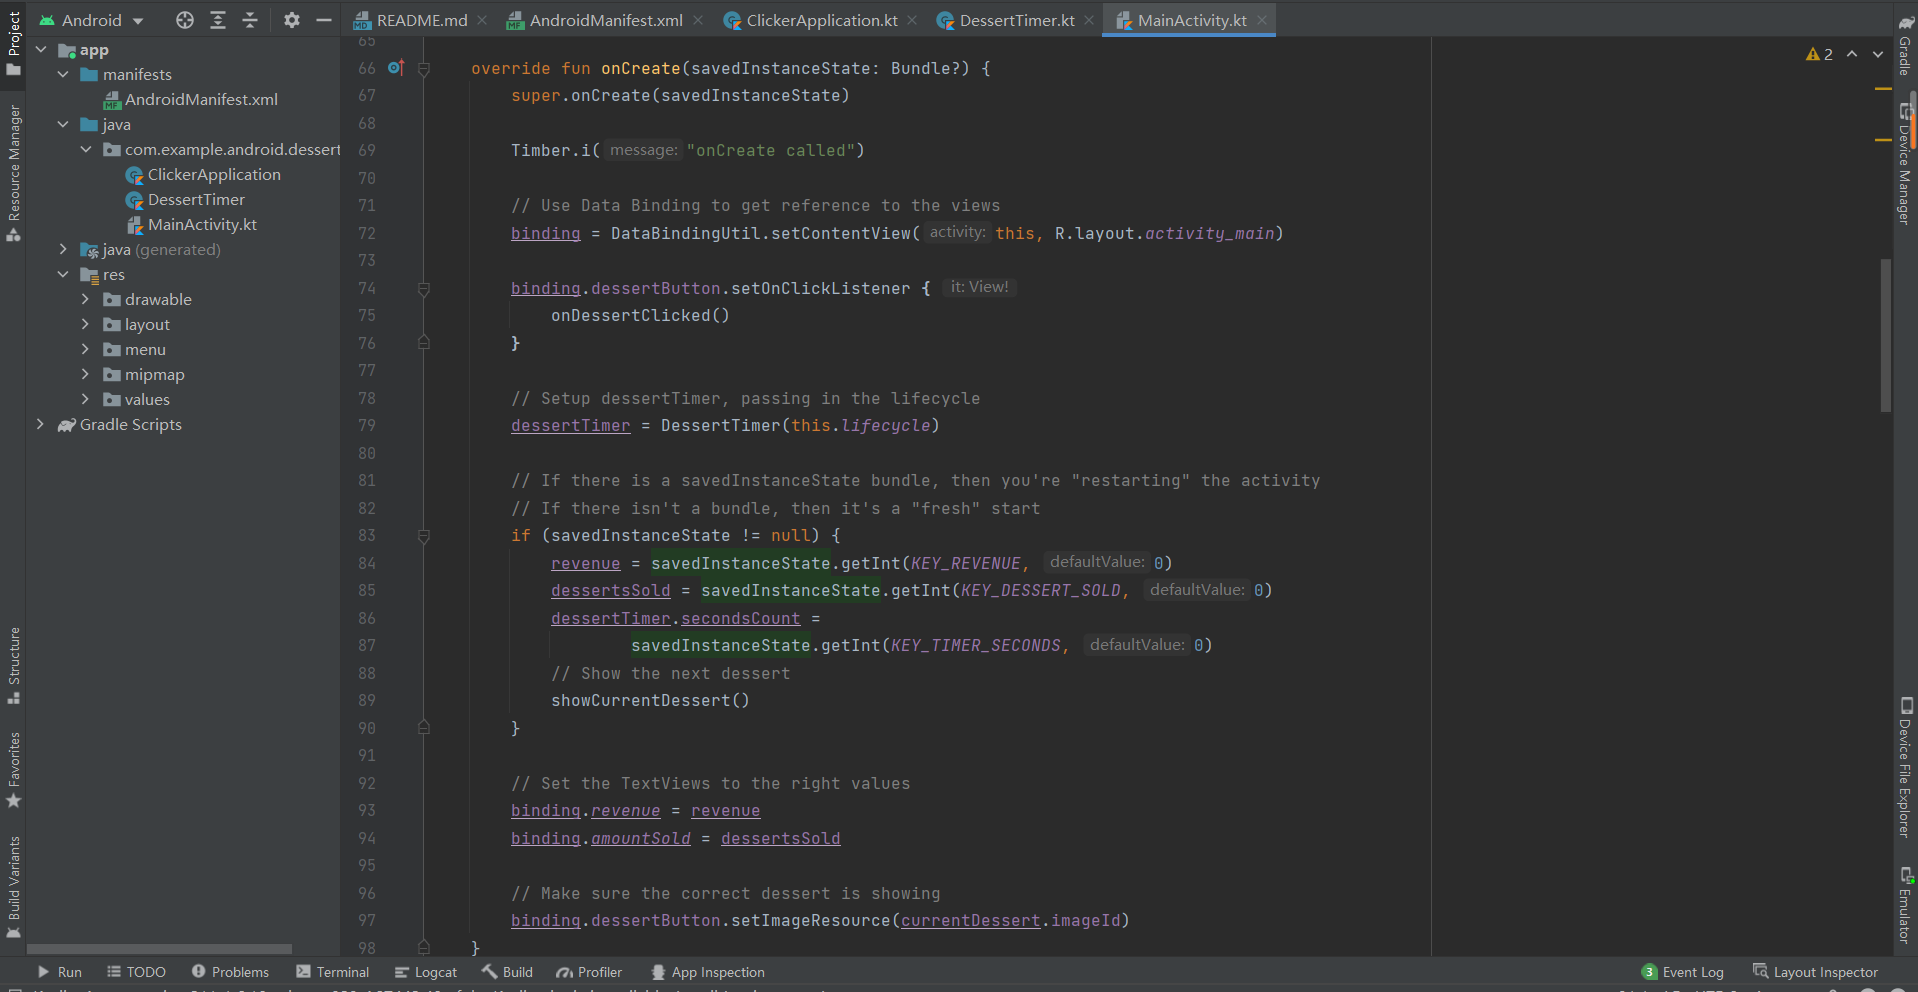 Android
README.md
AndroidManifest.xml
ClickerApplication.kt
DessertTimer.kt
MainActivity.kt
Project
Resource Manager
Structure
Favorites
Build Variants
app
manifests
AndroidManifest.xml
java
com.example.android.dessert
ClickerApplication
DessertTimer
MainActivity.kt
java (generated)
res
drawable
layout
menu
mipmap
values
Gradle Scripts
65
66 override fun onCreate(savedInstanceState: Bundle?) {
67 super.onCreate(savedInstanceState)
68
69 Timber.i( message: "onCreate called")
70
71 // Use Data Binding to get reference to the views
72 binding = DataBindingUtil.setContentView( activity: this, R.layout.activity_main)
73
74 binding.dessertButton.setOnClickListener { it: View!
75 onDessertClicked()
76 }
77
78 // Setup dessertTimer, passing in the lifecycle
79 dessertTimer = DessertTimer(this.lifecycle)
80
81 // If there is a savedInstanceState bundle, then you're "restarting" the activity
82 // If there isn't a bundle, then it's a "fresh" start
83 if (savedInstanceState != null) {
84 revenue = savedInstanceState.getInt(KEY_REVENUE, defaultValue: 0)
85 dessertsSold = savedInstanceState.getInt(KEY_DESSERT_SOLD, defaultValue: 0)
86 dessertTimer.secondsCount =
87 savedInstanceState.getInt(KEY_TIMER_SECONDS, defaultValue: 0)
88 // Show the next dessert
89 showCurrentDessert()
90 }
91
92 // Set the TextViews to the right values
93 binding.revenue = revenue
94 binding.amountSold = dessertsSold
95
96 // Make sure the correct dessert is showing
97 binding.dessertButton.setImageResource(currentDessert.imageId)
98 }
2
Gradle
Device Manager
Device File Explorer
Emulator
Run
TODO
Problems
Terminal
Logcat
Build
Profiler
App Inspection
3 Event Log
Layout Inspector